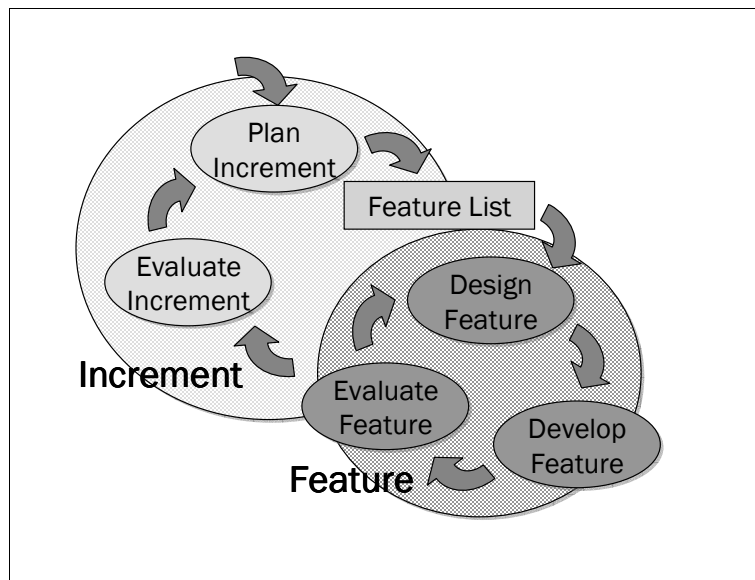 Plan
Increment
Feature List
Evaluate
Increment
Design
Feature
Increment
Evaluate
Feature
Develop
Feature
Feature